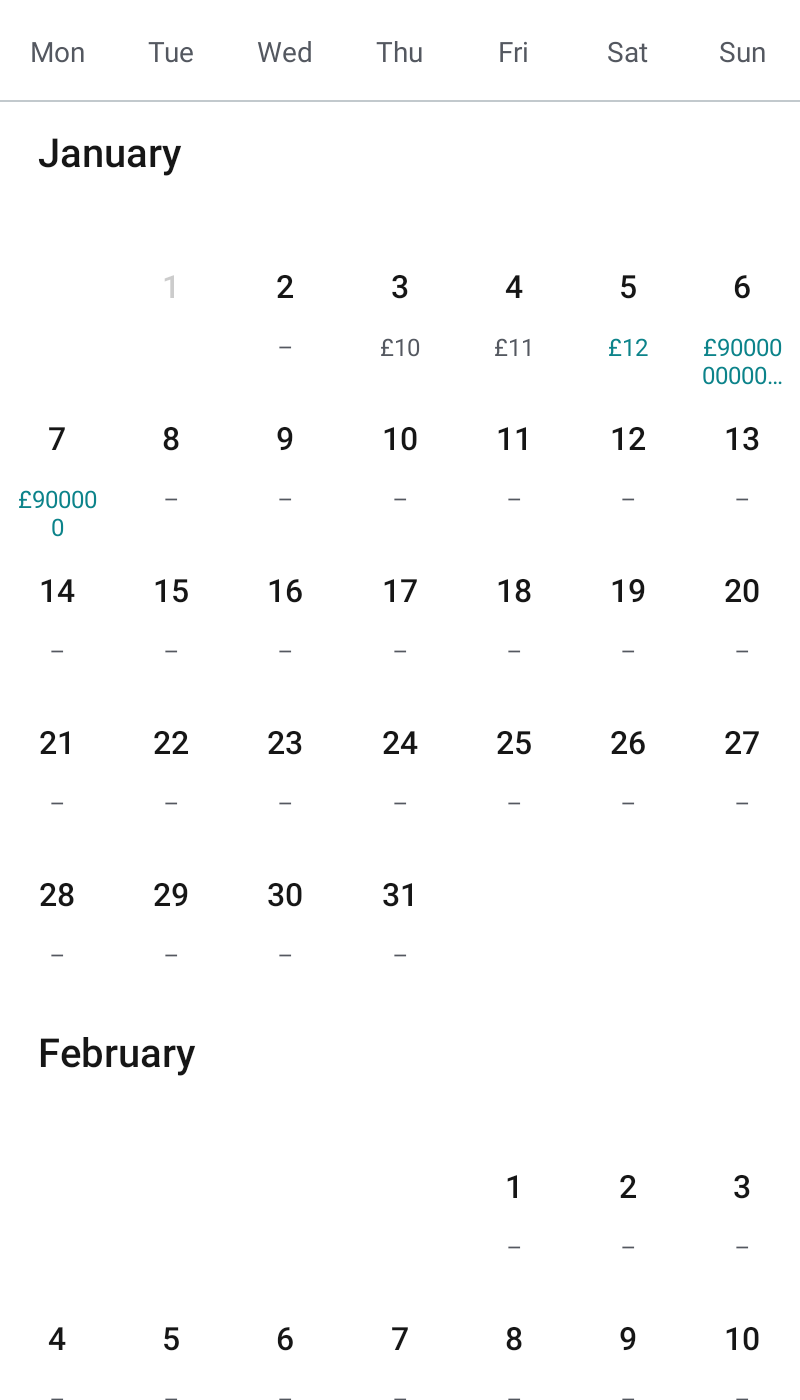 Mon Tue Wed Thu Fri Sat Sun
January
1 2 3 4 5 6
– £10 £11 £12 £90000
00000...
7 8 9 10 11 12 13
£90000 – – – – – –
0
14 15 16 17 18 19 20
– – – – – – –
21 22 23 24 25 26 27
– – – – – – –
28 29 30 31
– – – –
February
1 2 3
– – –
4 5 6 7 8 9 10
– – – – – – –